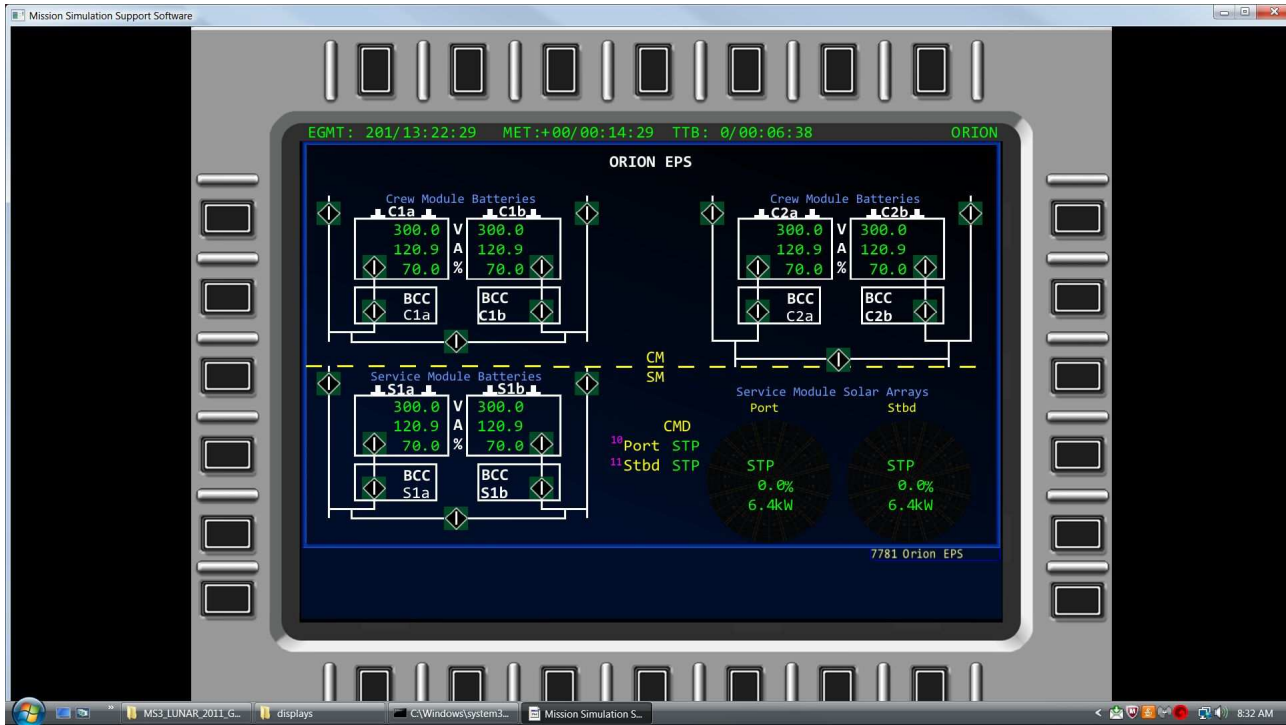 Mission Simulation Support Software
EGMT: 201/13:22:29 MET:+00/00:14:29 TTB: 0/00:06:38 ORION
ORION EPS
Crew Module Batteries
C1a C1b
300.0 V 300.0
120.9 A 120.9
70.0 % 70.0
BCC C1a
BCC C1b
Crew Module Batteries
C2a C2b
300.0 V 300.0
120.9 A 120.9
70.0 % 70.0
BCC C2a
BCC C2b
CM
SM
Service Module Batteries
S1a S1b
300.0 V 300.0
120.9 A 120.9
70.0 % 70.0
BCC S1a
BCC S1b
CMD
10 Port STP
11 Stbd STP
Service Module Solar Arrays
Port Stbd
STP STP
0.0% 0.0%
6.4kW 6.4kW
7781 Orion EPS
MS3_LUNAR_2011_G... displays C:\Windows\system3... Mission Simulation S... 8:32 AM